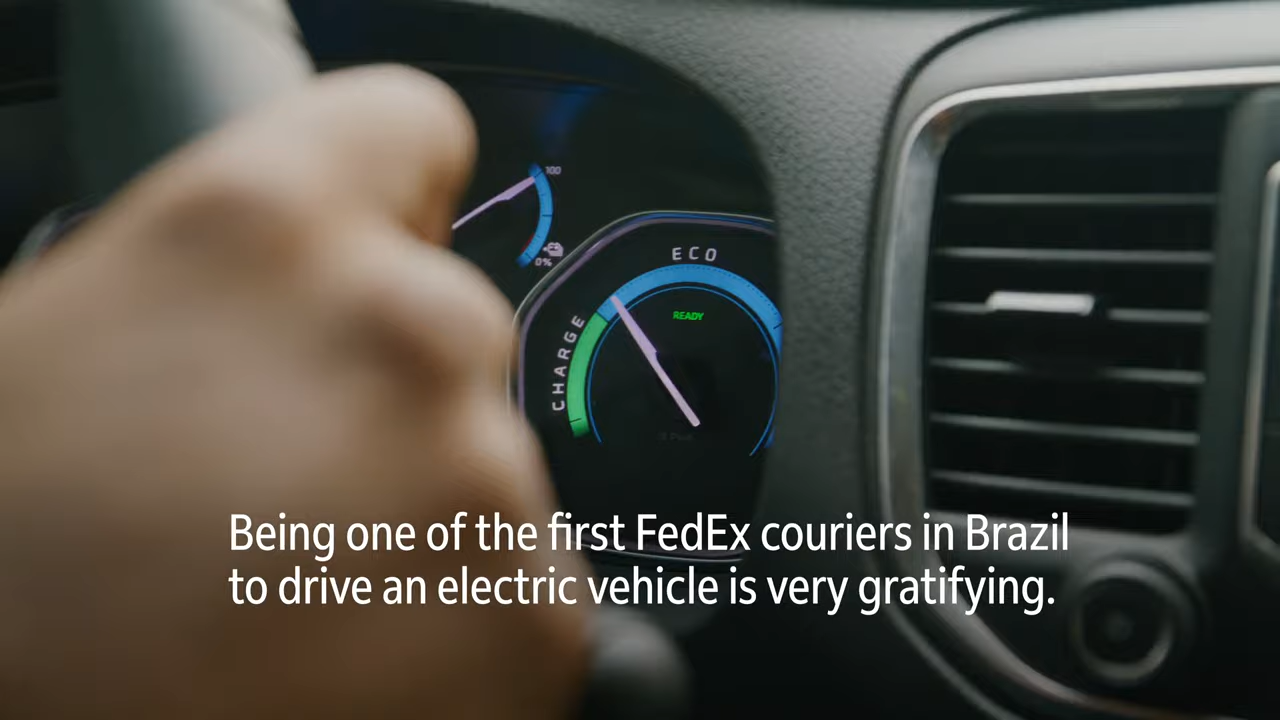 100
0%
ECO
READY
CHARGE
Being one of the first FedEx couriers in Brazil
to drive an electric vehicle is very gratifying.